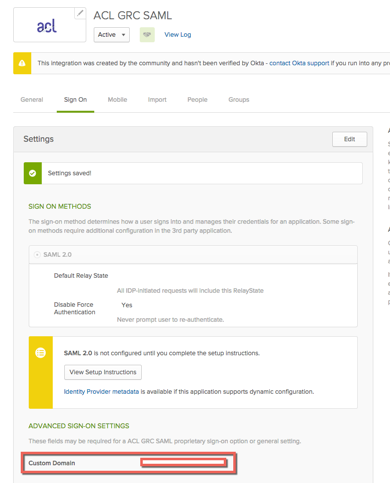 acl
ACL GRC SAML
Active
View Log
This integration was created by the community and hasn't been verified by Okta - contact Okta support if you run into any pro
General
Sign On
Mobile
Import
People
Groups
Settings
Edit
Settings saved!
SIGN ON METHODS
The sign-on method determines how a user signs into and manages their credentials for an application. Some sign-
on methods require additional configuration in the 3rd party application.
SAML 2.0
Default Relay State
All IDP-initiated requests will include this RelayState
Disable Force
Authentication
Yes
Never prompt user to re-authenticate.
SAML 2.0 is not configured until you complete the setup instructions.
View Setup Instructions
Identity Provider metadata is available if this application supports dynamic configuration.
ADVANCED SIGN-ON SETTINGS
These fields may be required for a ACL GRC SAML proprietary sign-on option or general setting.
Custom Domain